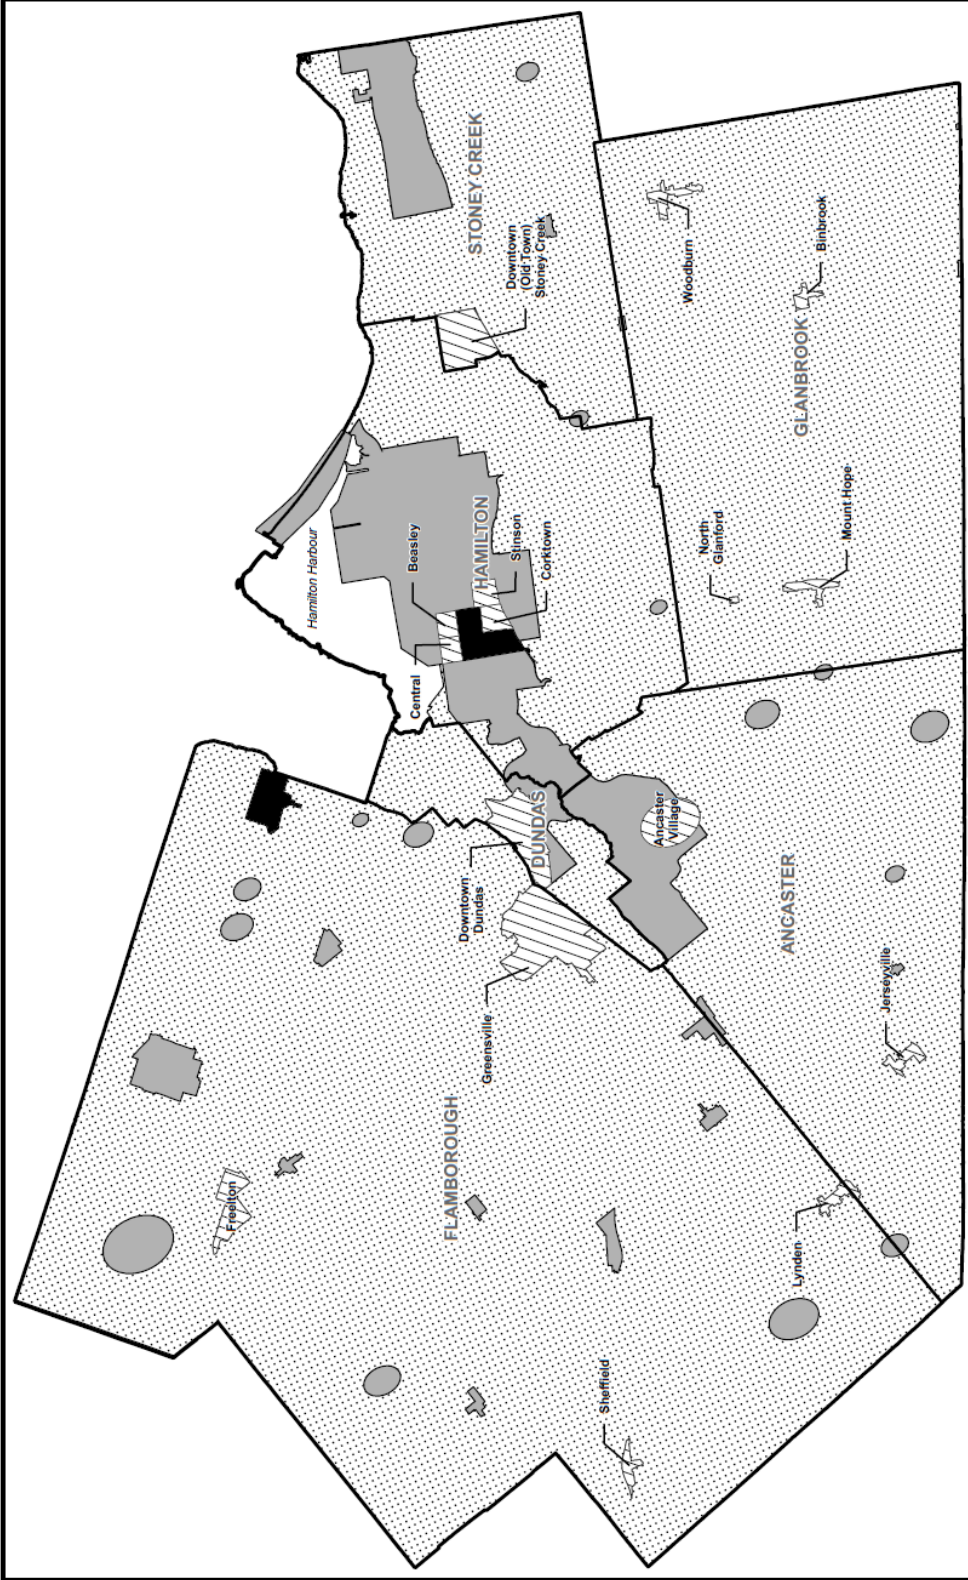 STONEY CREEK
Downtown
(Old Town)
Stoney Creek
Woodburn
Binbrook
GLANBROOK
Hamilton Harbour
Beasley
HAMILTON
Stinson
Corktown
North
Glanford
Mount Hope
Central
DUNDAS
Ancaster
Village
Downtown
Dundas
ANCASTER
Greensville
Jerseyville
FLAMBOROUGH
Freelton
Lynden
Sheffield